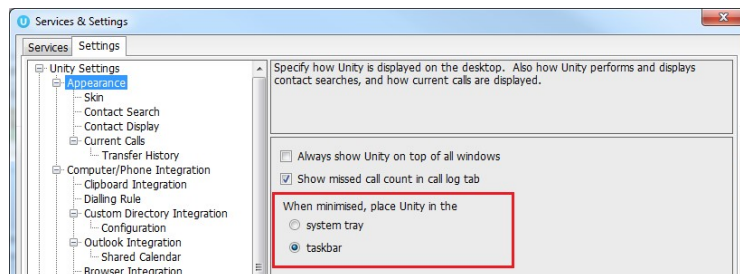 Services & Settings
Services Settings
Unity Settings
Appearance
Skin
Contact Search
Contact Display
Current Calls
Transfer History
Computer/Phone Integration
Clipboard Integration
Dialling Rule
Custom Directory Integration
Configuration
Outlook Integration
Shared Calendar
Browser Integration
Specify how Unity is displayed on the desktop. Also how Unity performs and displays
contact searches, and how current calls are displayed.
Always show Unity on top of all windows
Show missed call count in call log tab
When minimised, place Unity in the
system tray
taskbar